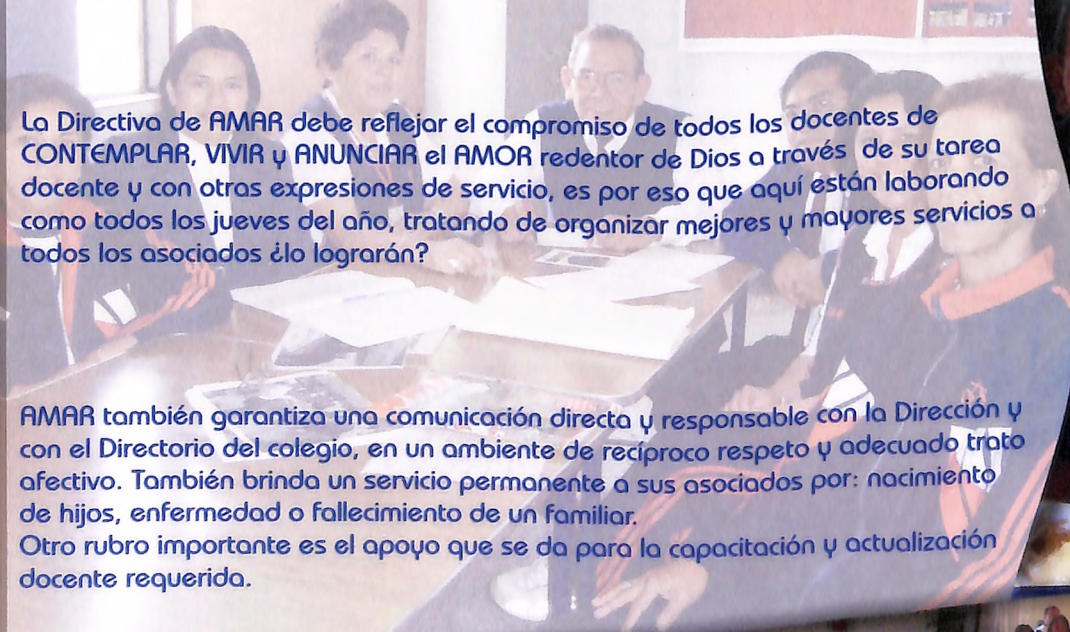 La Directiva de AMAR debe reflejar el compromiso de todos los docentes de
CONTEMPLAR, VIVIR y ANUNCIAR el AMOR redentor de Dios a través de su tarea
docente y con otras expresiones de servicio, es por eso que aquí están laborando
como todos los jueves del año, tratando de organizar mejores y mayores servicios a
todos los asociados ¿lo lograrán?
AMAR también garantiza una comunicación directa y responsable con la Dirección y
con el Directorio del colegio, en un ambiente de recíproco respeto y adecuado trato
afectivo. También brinda un servicio permanente a sus asociados por: nacimiento
de hijos, enfermedad o fallecimiento de un familiar.
Otro rubro importante es el apoyo que se da para la capacitación y actualización
docente requerida.